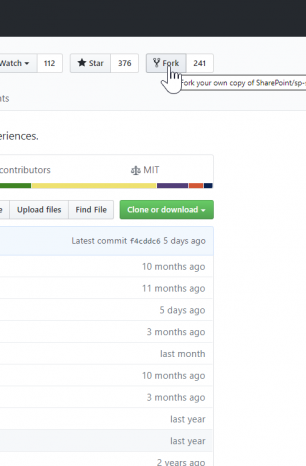 Watch 112 Star 376 Fork 241
Fork your own copy of SharePoint/sp-
nts
eriences.
contributors MIT
e Upload files Find File Clone or download
Latest commit f4cddc6 5 days ago
10 months ago
11 months ago
5 days ago
3 months ago
last month
10 months ago
3 months ago
last year
last year
2 years ago